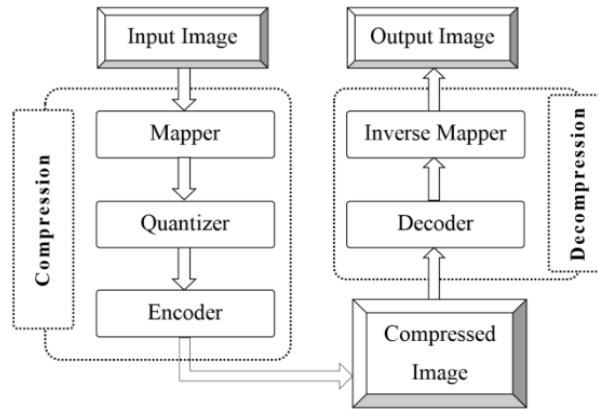 Input Image
Mapper
Quantizer
Encoder
Compression
Output Image
Inverse Mapper
Decoder
Compressed
Image
Decompression